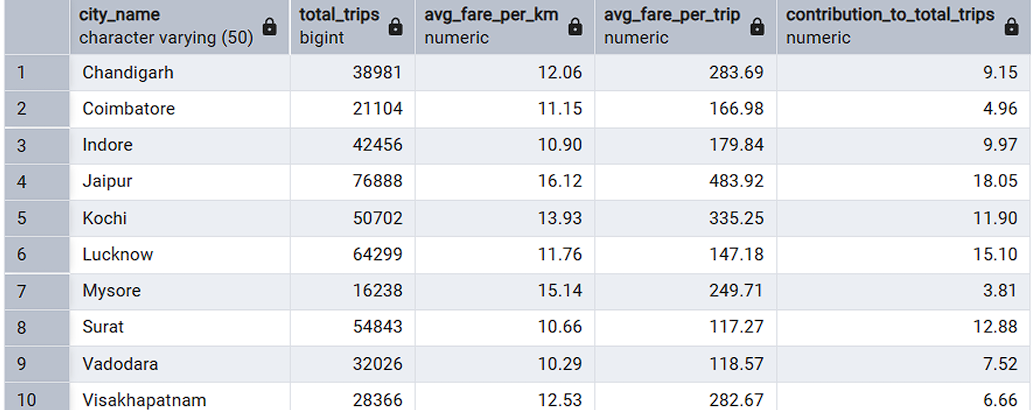 city_name total_trips avg_fare_per_km avg_fare_per_trip contribution_to_total_trips
character varying (50) bigint numeric numeric numeric
1 Chandigarh 38981 12.06 283.69 9.15
2 Coimbatore 21104 11.15 166.98 4.96
3 Indore 42456 10.90 179.84 9.97
4 Jaipur 76888 16.12 483.92 18.05
5 Kochi 50702 13.93 335.25 11.90
6 Lucknow 64299 11.76 147.18 15.10
7 Mysore 16238 15.14 249.71 3.81
8 Surat 54843 10.66 117.27 12.88
9 Vadodara 32026 10.29 118.57 7.52
10 Visakhapatnam 28366 12.53 282.67 6.66